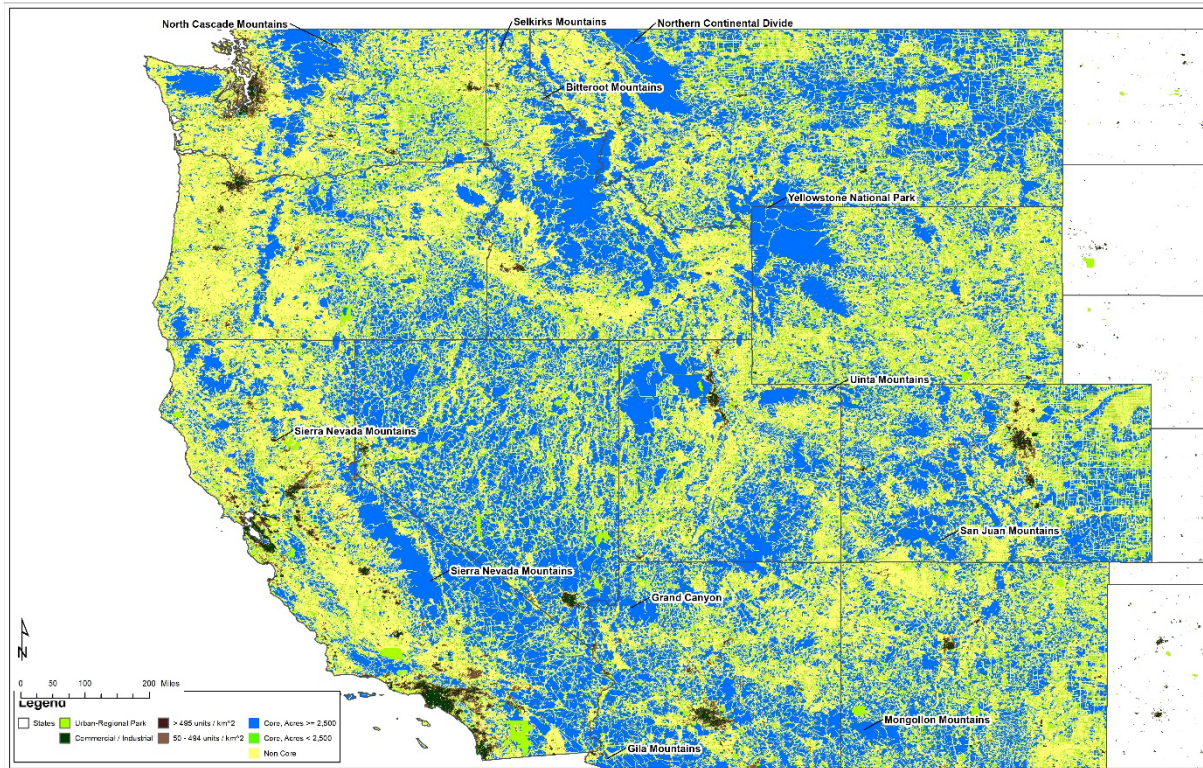 North Cascade Mountains
Selkirks Mountains
Northern Continental Divide
Bitteroot Mountains
Yellowstone National Park
Uinta Mountains
Sierra Nevada Mountains
San Juan Mountains
Sierra Nevada Mountains
Grand Canyon
Mongollon Mountains
Gila Mountains
N
0 50 100 200 Miles
Legend
States
Urban-Regional Park
> 495 units / km^2
Core, Acres >= 2,500
Commercial / Industrial
50 - 494 units / km^2
Core, Acres < 2,500
Non Core